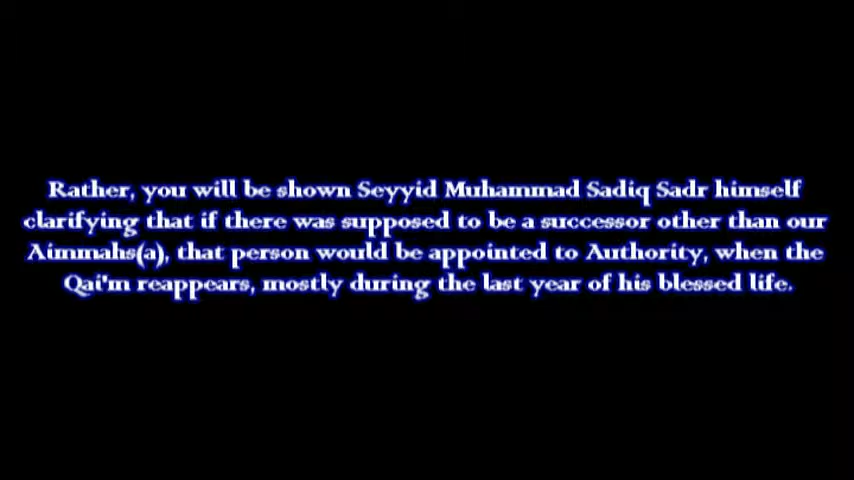 Rather, you will be shown Seyyid Muhammad Sadiq Sadr himself
clarifying that if there was supposed to be a successor other than our
Aimmahs(a), that person would be appointed to Authority, when the
Qai'm reappears, mostly during the last year of his blessed life.